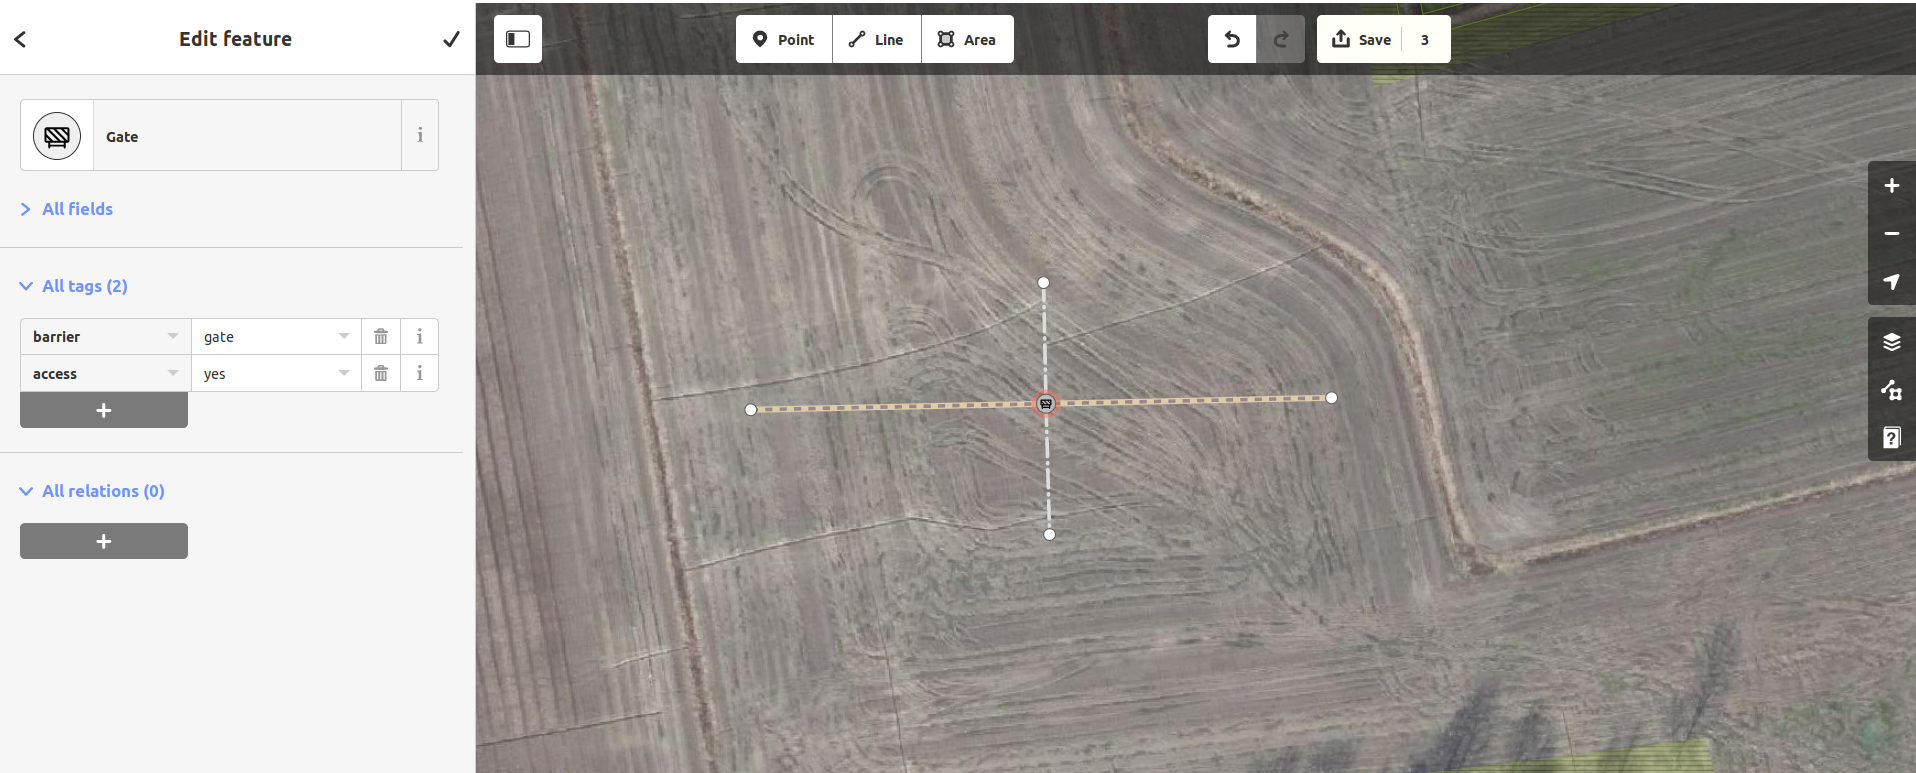 Edit feature
Point
Line
Area
Save
3
Gate
i
All fields
All tags (2)
barrier
gate
i
access
yes
i
+
All relations (0)
+
+
−
?